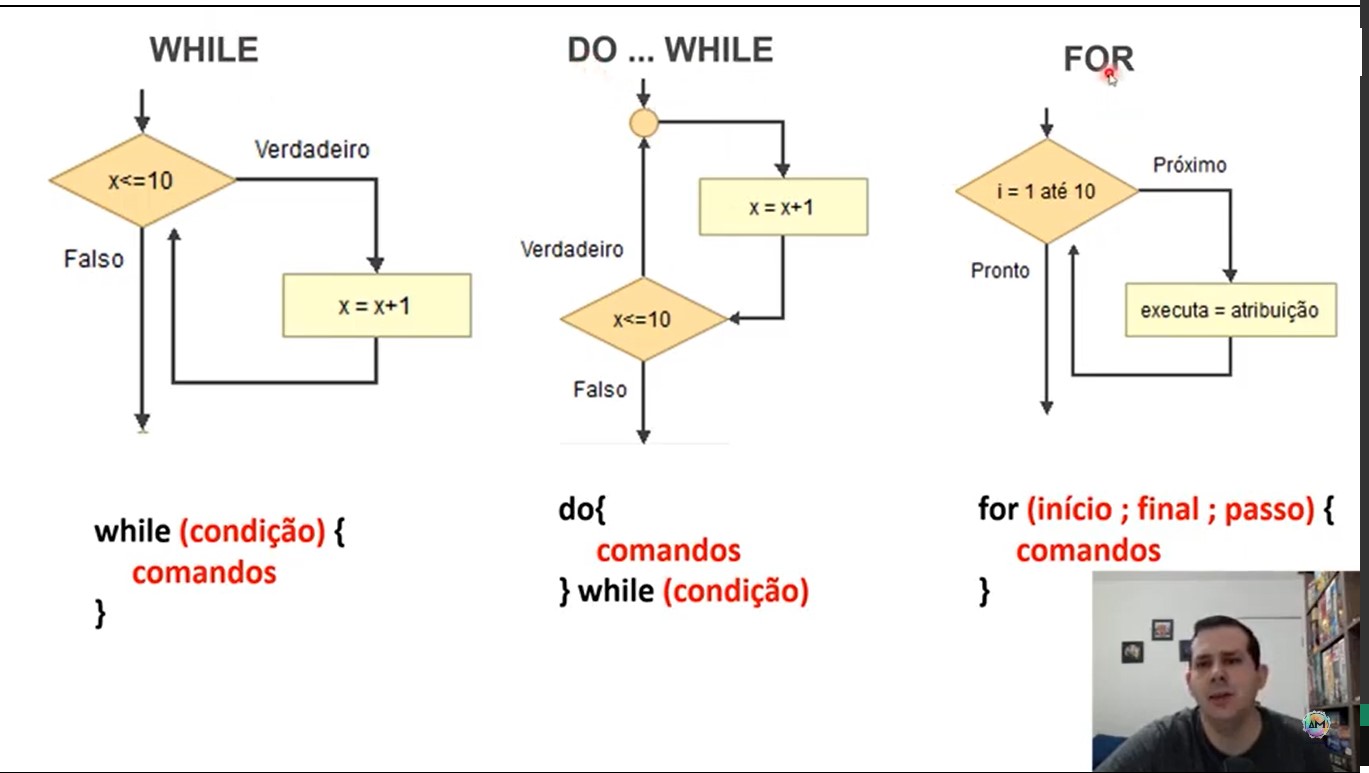 WHILE
x<=10
Verdadeiro
Falso
x = x+1
while (condição) {
comandos
}
DO ... WHILE
x = x+1
Verdadeiro
x<=10
Falso
do{
comandos
} while (condição)
FOR
i = 1 até 10
Próximo
Pronto
executa = atribuição
for (início ; final ; passo) {
comandos
}
AM